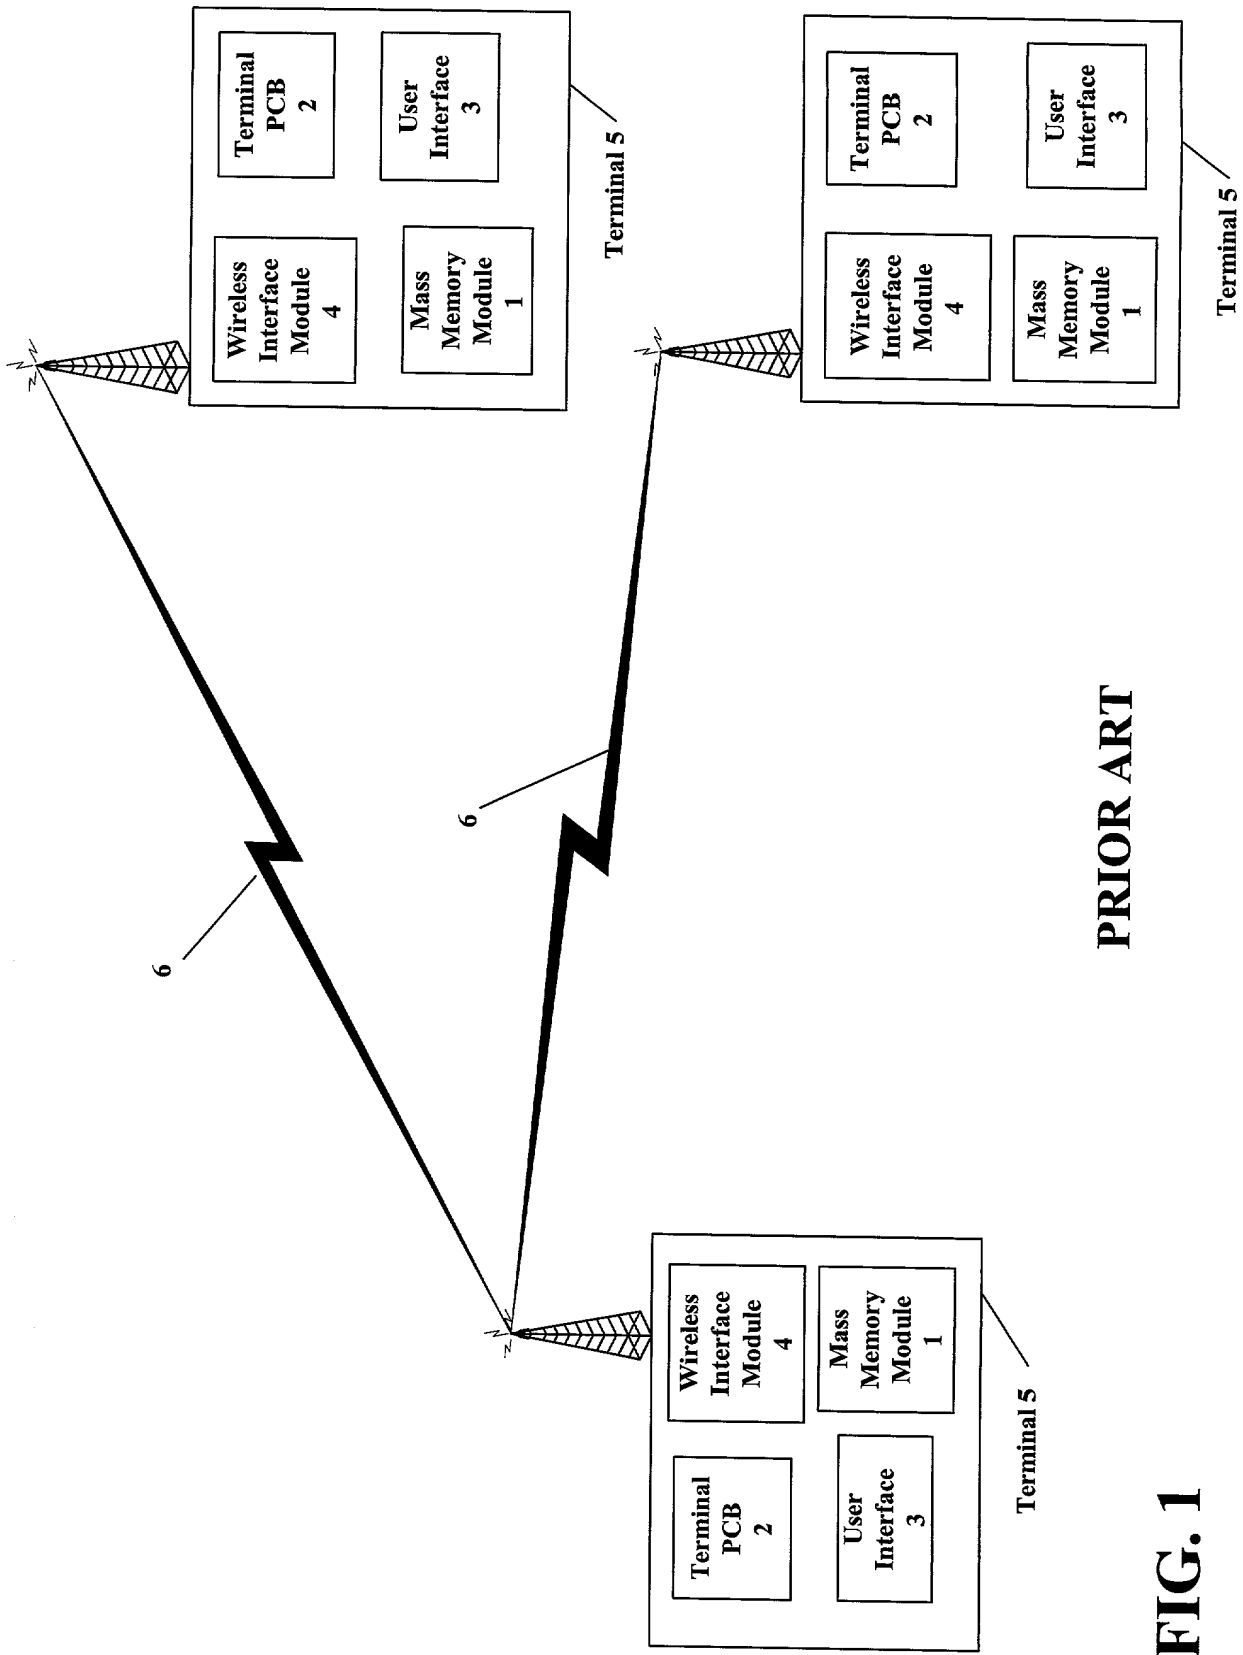 Wireless
Interface
Module
4
Terminal
PCB
2
Mass
Memory
Module
1
User
Interface
3
Terminal 5
6
6
Terminal
PCB
2
Wireless
Interface
Module
4
User
Interface
3
Mass
Memory
Module
1
Terminal 5
Wireless
Interface
Module
4
Terminal
PCB
2
Mass
Memory
Module
1
User
Interface
3
Terminal 5
PRIOR ART
FIG. 1